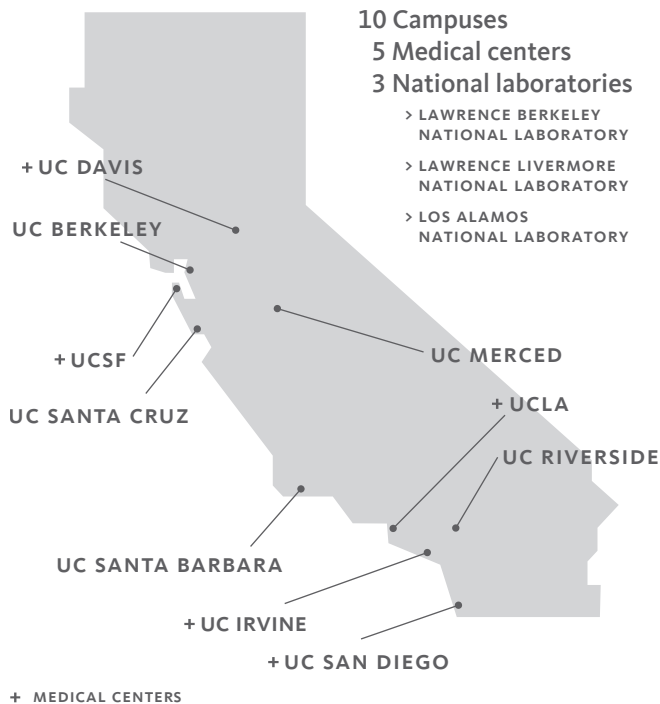 10 Campuses
5 Medical centers
3 National laboratories
> LAWRENCE BERKELEY
NATIONAL LABORATORY
> LAWRENCE LIVERMORE
NATIONAL LABORATORY
> LOS ALAMOS
NATIONAL LABORATORY
+ UC DAVIS
UC BERKELEY
+ UCSF
UC MERCED
UC SANTA CRUZ
+ UCLA
UC RIVERSIDE
UC SANTA BARBARA
+ UC IRVINE
+ UC SAN DIEGO
+ MEDICAL CENTERS